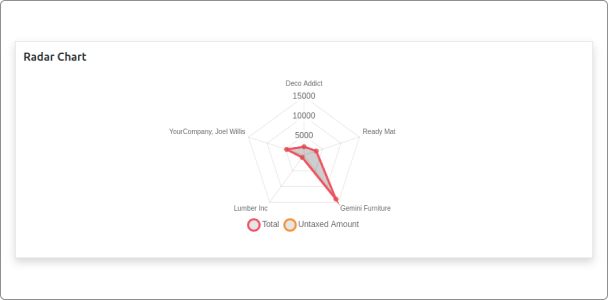 Radar Chart
Deco Addict
15000
10000
5000
YourCompany, Joel Willis
Ready Mat
Lumber Inc
Gemini Furniture
Total
Untaxed Amount